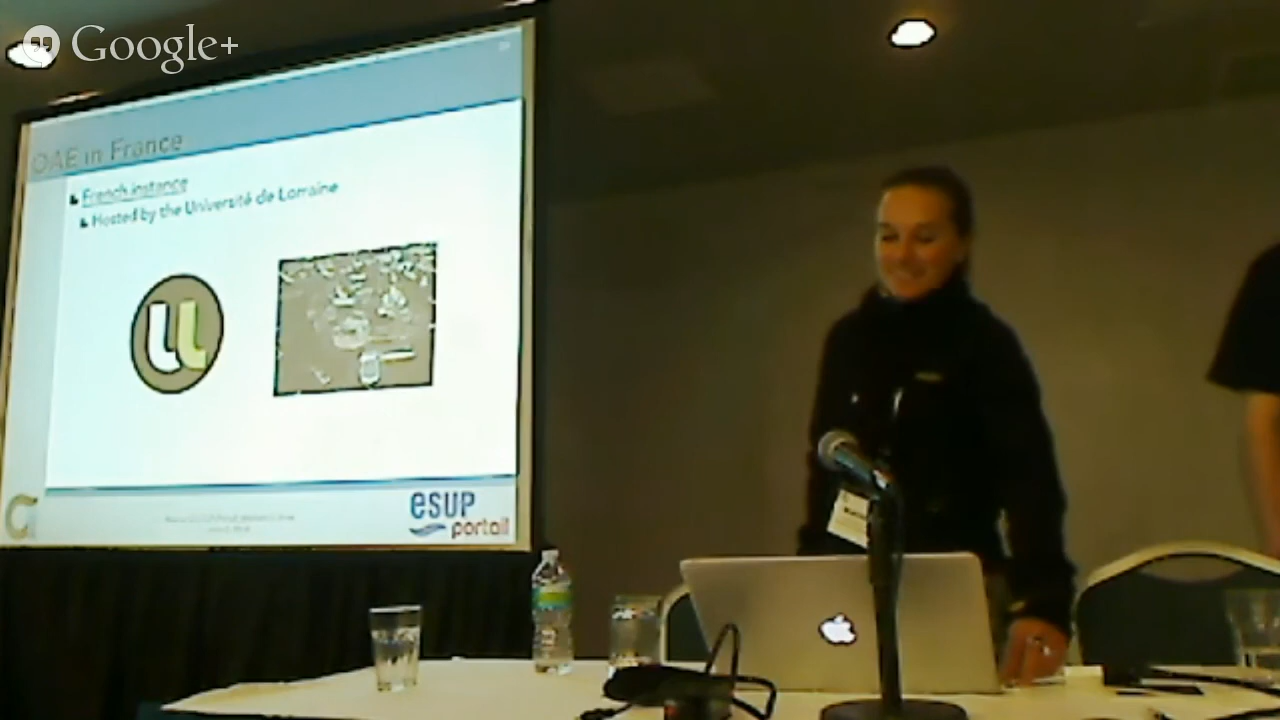 Google+
OAE in France
French instance
Hosted by the Université de Lorraine
esup
portail